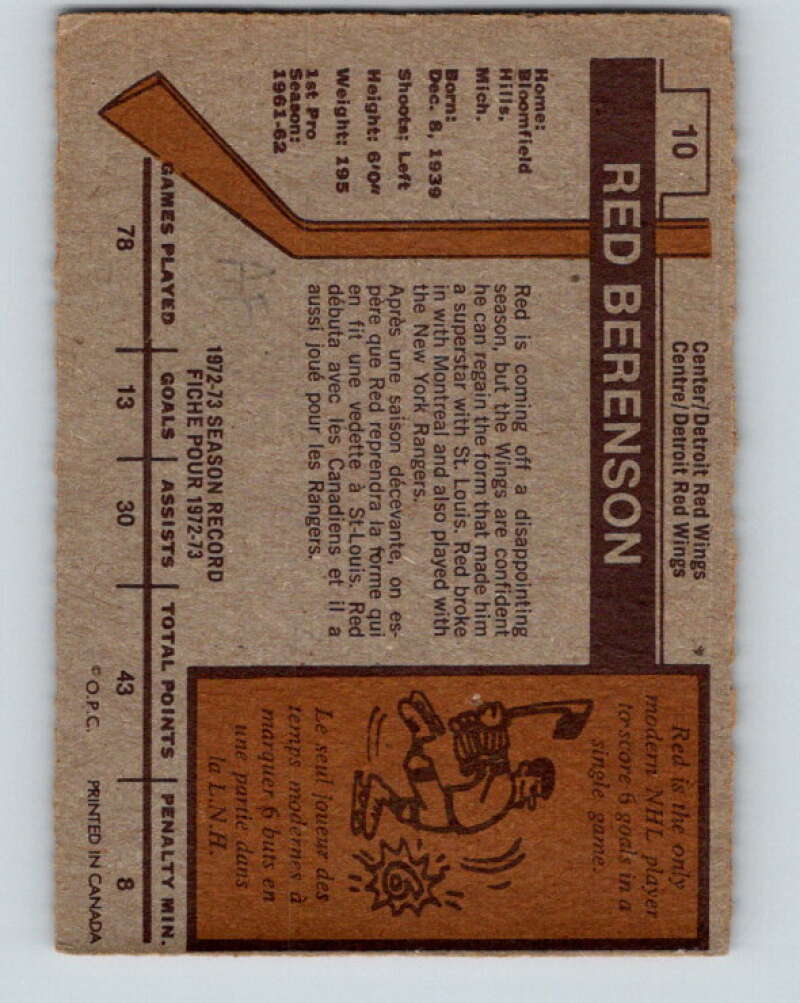 10
Center/Detroit Red Wings
Centre/Detroit Red Wings
RED BERENSON
Home:
Bloomfield
Hills,
Mich.
Born:
Dec. 8, 1939
Shoots: Left
Height: 6'0"
Weight: 195
1st Pro
Season:
1961-62
Red is coming off a disappointing
season, but the Wings are confident
he can regain the form that made him
a superstar with St. Louis. Red broke
in with Montreal and also played with
the New York Rangers.
Après une saison décevante, on es-
père que Red reprendra la forme qui
en fit une vedette à St-Louis. Red
débuta avec les Canadiens et il a
aussi joué pour les Rangers.
Red is the only
modern NHL player
to score 6 goals in a
single game.
6
Le seul joueur des
temps modernes à
marquer 6 buts en
une partie dans
la L.N.H.
1972-73 SEASON RECORD
FICHE POUR 1972-73
GAMES PLAYED GOALS ASSISTS TOTAL POINTS PENALTY MIN.
78 13 30 43 8
© O.P.C. PRINTED IN CANADA